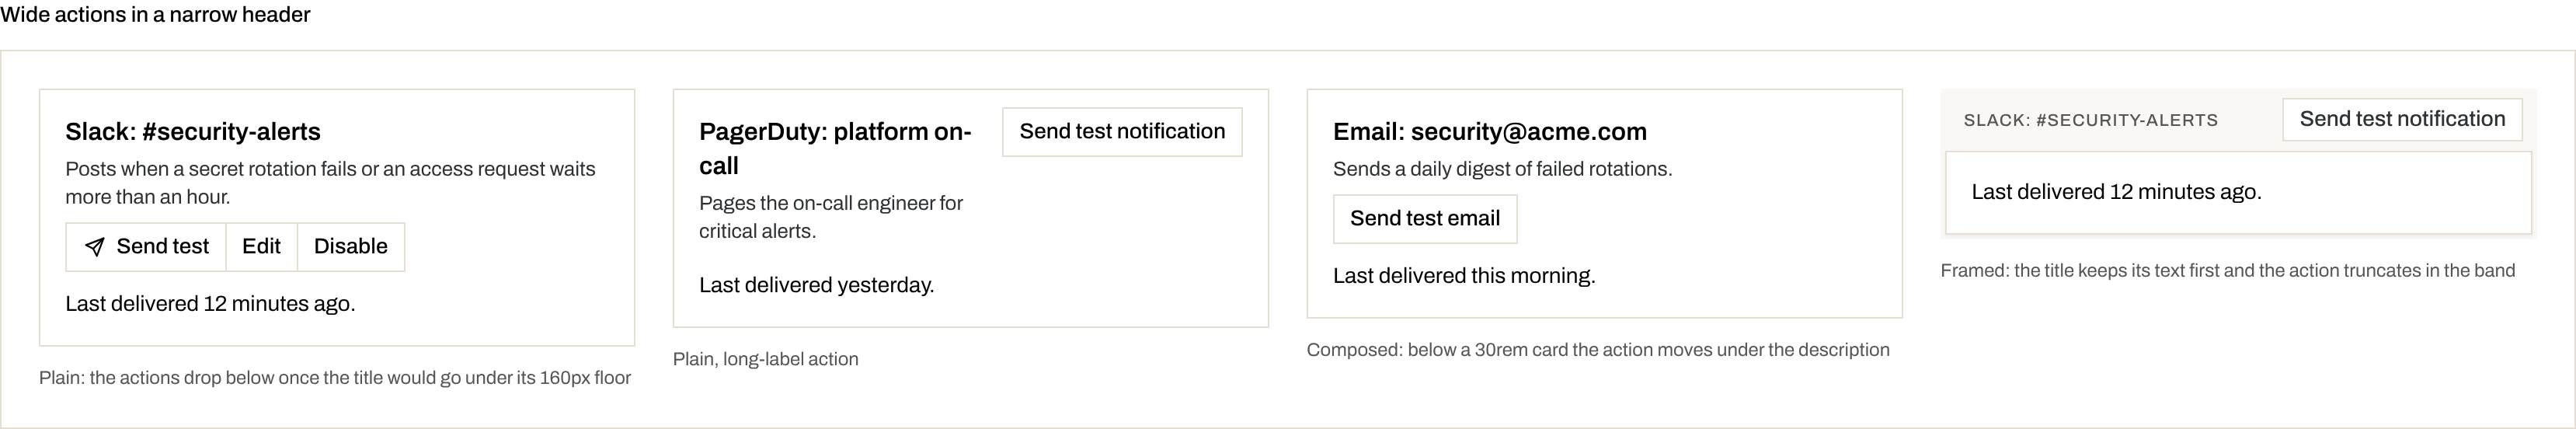 Wide actions in a narrow header
Slack: #security-alerts
Posts when a secret rotation fails or an access request waits
more than an hour.
Send test
Edit
Disable
Last delivered 12 minutes ago.
Plain: the actions drop below once the title would go under its 160px floor
PagerDuty: platform on-
call
Send test notification
Pages the on-call engineer for
critical alerts.
Last delivered yesterday.
Plain, long-label action
Email: security@acme.com
Sends a daily digest of failed rotations.
Send test email
Last delivered this morning.
Composed: below a 30rem card the action moves under the description
SLACK: #SECURITY-ALERTS
Send test notification
Last delivered 12 minutes ago.
Framed: the title keeps its text first and the action truncates in the band